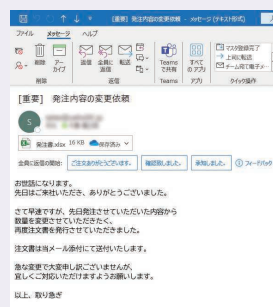 【重要】 発注内容の変更依頼 - メッセージ (テキスト形式)
ファイル メッセージ ヘルプ
削除 アーカイブ 返信 全員に返信 転送 Teamsで共有 すべてのアプリ マスタ登録完了
→ 上司に転送
チーム宛て電子メ...
削除 返信 Teams アプリ クイック操作
[重要] 発注内容の変更依頼
S
発注書.xlsx 16 KB 保存済み
全員に返信の開始: ご注文ありがとうございます。 確認致しました。 承知しました。 フィードバック
お世話になります。
先日はご来社いただき、ありがとうございました。
さて早速ですが、先日発注させていただいた内容から
数量を変更させていただきたく、
再度注文書を発行させていただきました。
注文書は当メール添付にて送付いたします。
急な変更で大変申し訳ございませんが、
宜しくご対応いただけますようお願いします。
以上、取り急ぎ